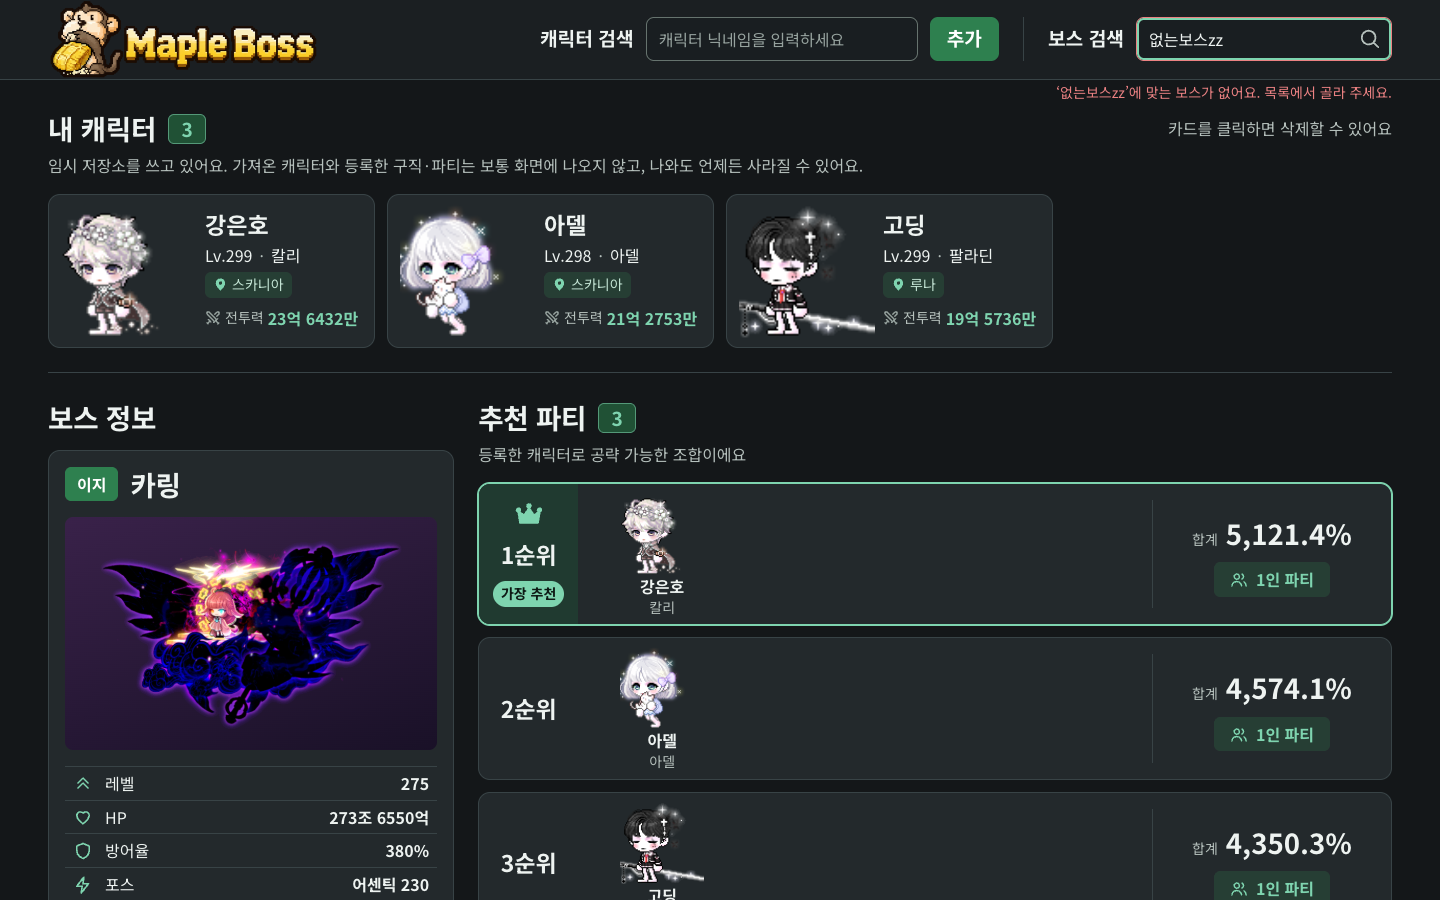 Maple Boss
캐릭터 검색
캐릭터 닉네임을 입력하세요
추가
보스 검색
없는보스zz
‘없는보스zz’에 맞는 보스가 없어요. 목록에서 골라 주세요.
내 캐릭터 3
카드를 클릭하면 삭제할 수 있어요
임시 저장소를 쓰고 있어요. 가져온 캐릭터와 등록한 구직·파티는 보통 화면에 나오지 않고, 나와도 언제든 사라질 수 있어요.
강은호
Lv.299 · 칼리
스카니아
전투력 23억 6432만
아델
Lv.298 · 아델
스카니아
전투력 21억 2753만
고딩
Lv.299 · 팔라딘
루나
전투력 19억 5736만
보스 정보
이지 카링
레벨 275
HP 273조 6550억
방어율 380%
포스 어센틱 230
추천 파티 3
등록한 캐릭터로 공략 가능한 조합이에요
1순위
가장 추천
강은호
칼리
합계 5,121.4%
1인 파티
2순위
아델
아델
합계 4,574.1%
1인 파티
3순위
고딩
합계 4,350.3%
1인 파티